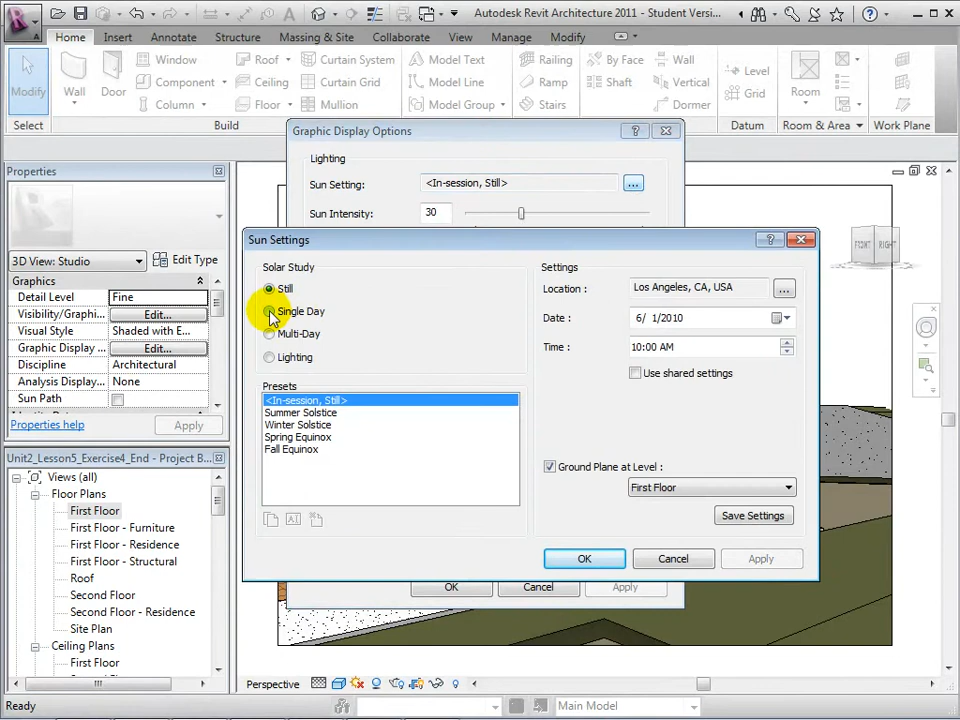 Autodesk Revit Architecture 2011 - Student Versi...
Home Insert Annotate Structure Massing & Site Collaborate View Manage Modify
Modify
Wall
Door
Window
Component
Column
Roof
Ceiling
Floor
Curtain System
Curtain Grid
Mullion
Model Text
Model Line
Model Group
Railing
Ramp
Stairs
By Face
Shaft
Wall
Vertical
Dormer
Level
Grid
Room
Select Build Datum Room & Area Work Plane
Properties
3D View: Studio Edit Type
Graphics
Detail Level Fine
Visibility/Graphi... Edit...
Visual Style Shaded with E...
Graphic Display ... Edit...
Discipline Architectural
Analysis Display... None
Sun Path
Properties help Apply
Unit2_Lesson5_Exercise4_End - Project B...
Views (all)
Floor Plans
First Floor
First Floor - Furniture
First Floor - Residence
First Floor - Structural
Roof
Second Floor
Second Floor - Residence
Site Plan
Ceiling Plans
First Floor
Graphic Display Options
Lighting
Sun Setting: <In-session, Still> ...
Sun Intensity: 30
Sun Settings
Solar Study
Still
Single Day
Multi-Day
Lighting
Presets
<In-session, Still>
Summer Solstice
Winter Solstice
Spring Equinox
Fall Equinox
Settings
Location : Los Angeles, CA, USA ...
Date : 6/ 1/2010
Time : 10:00 AM
Use shared settings
Ground Plane at Level :
First Floor
Save Settings
OK Cancel Apply
OK Cancel Apply
FRONT RIGHT
Perspective
Ready Main Model